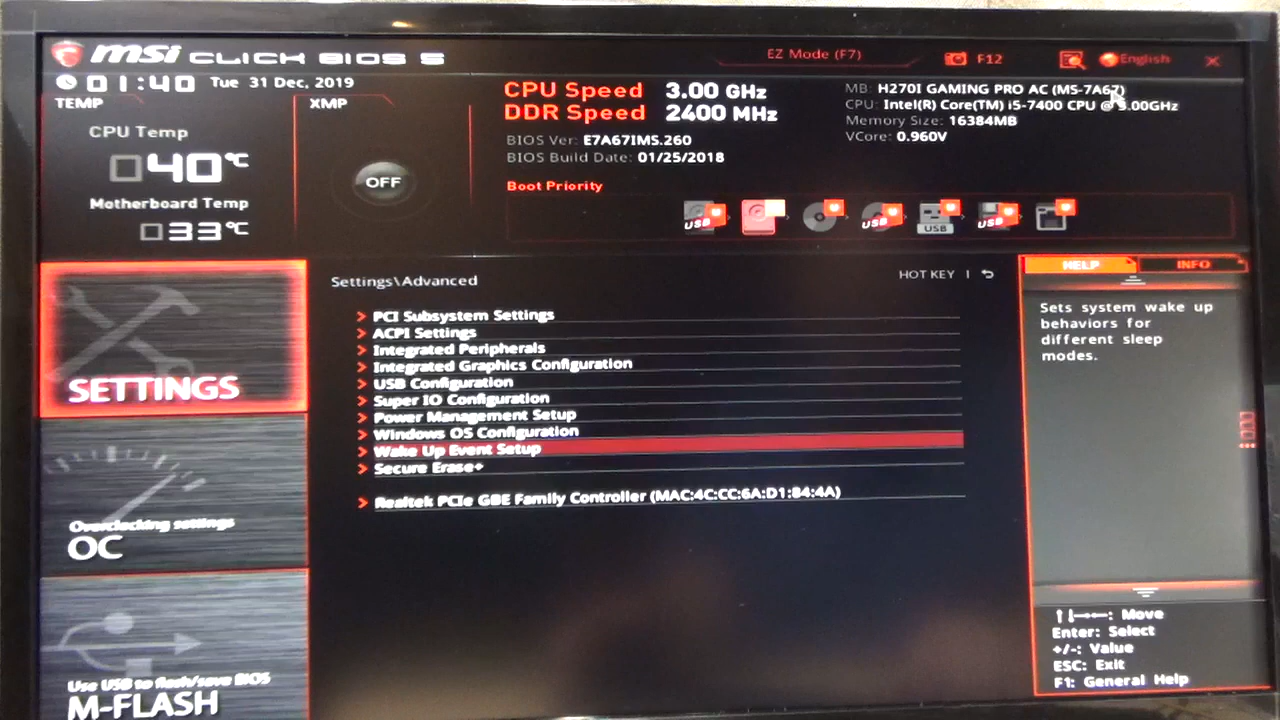 msi CLICK BIOS 5
EZ Mode (F7)
F12
English
01:40 Tue 31 Dec, 2019
TEMP
XMP
CPU Temp
40°C
Motherboard Temp
33°C
OFF
CPU Speed 3.00 GHz
DDR Speed 2400 MHz
BIOS Ver: E7A67IMS.260
BIOS Build Date: 01/25/2018
MB: H270I GAMING PRO AC (MS-7A67)
CPU: Intel(R) Core(TM) i5-7400 CPU @ 3.00GHz
Memory Size: 16384MB
VCore: 0.960V
Boot Priority
USB
USB
USB
USB
SETTINGS
Overclocking settings
OC
Use USB to flash/save BIOS
M-FLASH
Settings\Advanced
HOT KEY
> PCI Subsystem Settings
> ACPI Settings
> Integrated Peripherals
> Integrated Graphics Configuration
> USB Configuration
> Super IO Configuration
> Power Management Setup
> Windows OS Configuration
> Wake Up Event Setup
> Secure Erase+
> Realtek PCIe GBE Family Controller (MAC:4C:CC:6A:D1:84:4A)
HELP
INFO
Sets system wake up
behaviors for
different sleep
modes.
↑↓→←: Move
Enter: Select
+/-: Value
ESC: Exit
F1: General Help